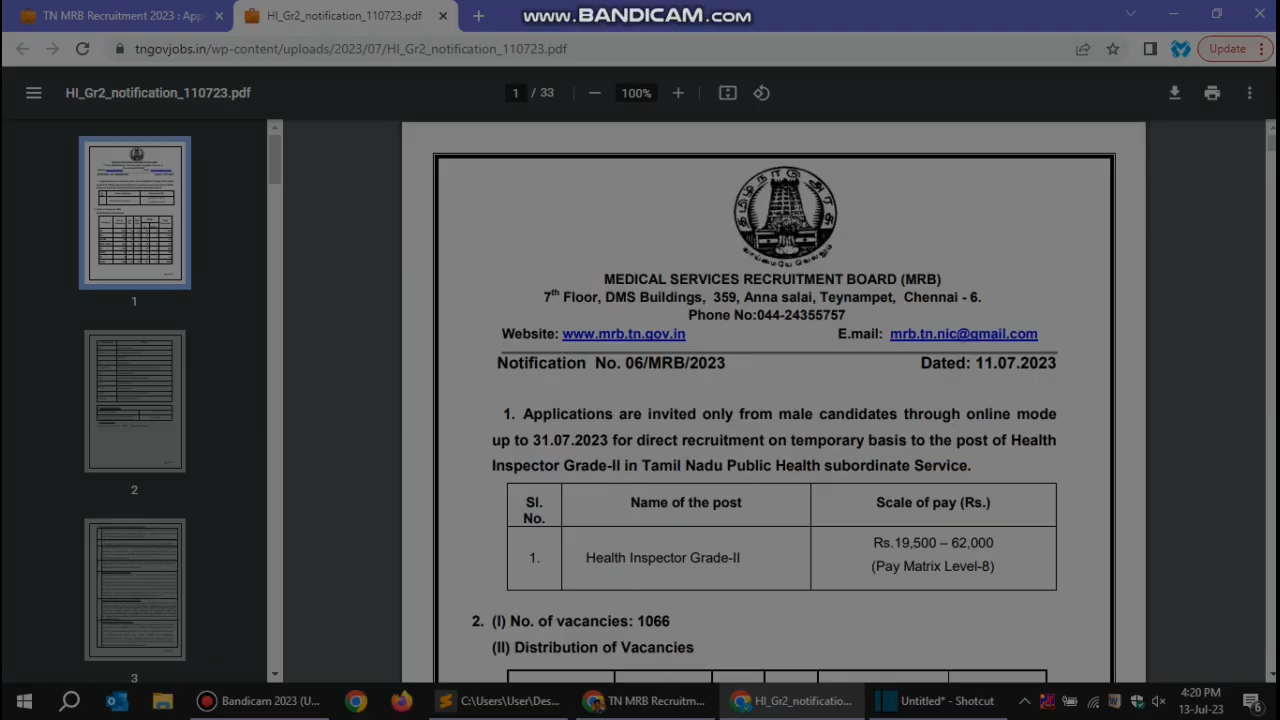 TN MRB Recruitment 2023 : Appl
HI_Gr2_notification_110723.pdf
www.BANDICAM.com
tngovjobs.in/wp-content/uploads/2023/07/HI_Gr2_notification_110723.pdf
Update
HI_Gr2_notification_110723.pdf
1 / 33
100%
1
2
3
தமிழ்நாடு அரசு
வாய்மையே வெல்லும்
MEDICAL SERVICES RECRUITMENT BOARD (MRB)
7th Floor, DMS Buildings, 359, Anna salai, Teynampet, Chennai - 6.
Phone No:044-24355757
Website: www.mrb.tn.gov.in E.mail: mrb.tn.nic@gmail.com
Notification No. 06/MRB/2023 Dated: 11.07.2023
1. Applications are invited only from male candidates through online mode
up to 31.07.2023 for direct recruitment on temporary basis to the post of Health
Inspector Grade-II in Tamil Nadu Public Health subordinate Service.
Sl. No. Name of the post Scale of pay (Rs.)
1. Health Inspector Grade-II Rs.19,500 – 62,000
(Pay Matrix Level-8)
2. (I) No. of vacancies: 1066
(II) Distribution of Vacancies
Bandicam 2023 (U...
C:\Users\User\Des...
TN MRB Recruitm...
HI_Gr2_notificatio...
Untitled* - Shotcut
4:20 PM
13-Jul-23
6